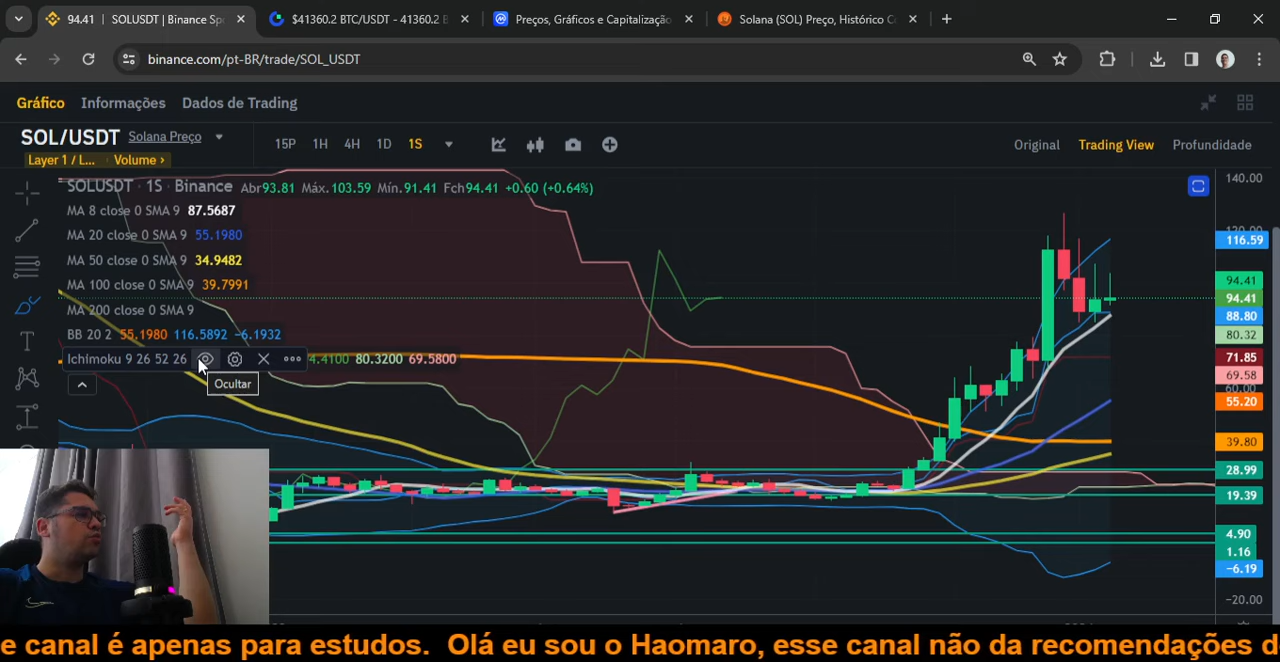 94.41 | SOLUSDT | Binance Sp
$41360.2 BTC/USDT - 41360.2 B
Preços, Gráficos e Capitalização
Solana (SOL) Preço, Histórico C
binance.com/pt-BR/trade/SOL_USDT
Gráfico Informações Dados de Trading
SOL/USDT Solana Preço
15P 1H 4H 1D 1S
Original Trading View Profundidade
Layer 1 / L... Volume ›
SOLUSDT · 1S · Binance Abr93.81 Máx.103.59 Mín.91.41 Fch94.41 +0.60 (+0.64%)
MA 8 close 0 SMA 9 87.5687
MA 20 close 0 SMA 9 55.1980
MA 50 close 0 SMA 9 34.9482
MA 100 close 0 SMA 9 39.7991
MA 200 close 0 SMA 9
BB 20 2 55.1980 116.5892 −6.1932
Ichimoku 9 26 52 26 4.4100 80.3200 69.5800
Ocultar
140.00
120.00
116.59
94.41
94.41
88.80
80.32
71.85
69.58
60.00
55.20
39.80
28.99
19.39
4.90
1.16
−6.19
−20.00
e canal é apenas para estudos. Olá eu sou o Haomaro, esse canal não da recomendações d